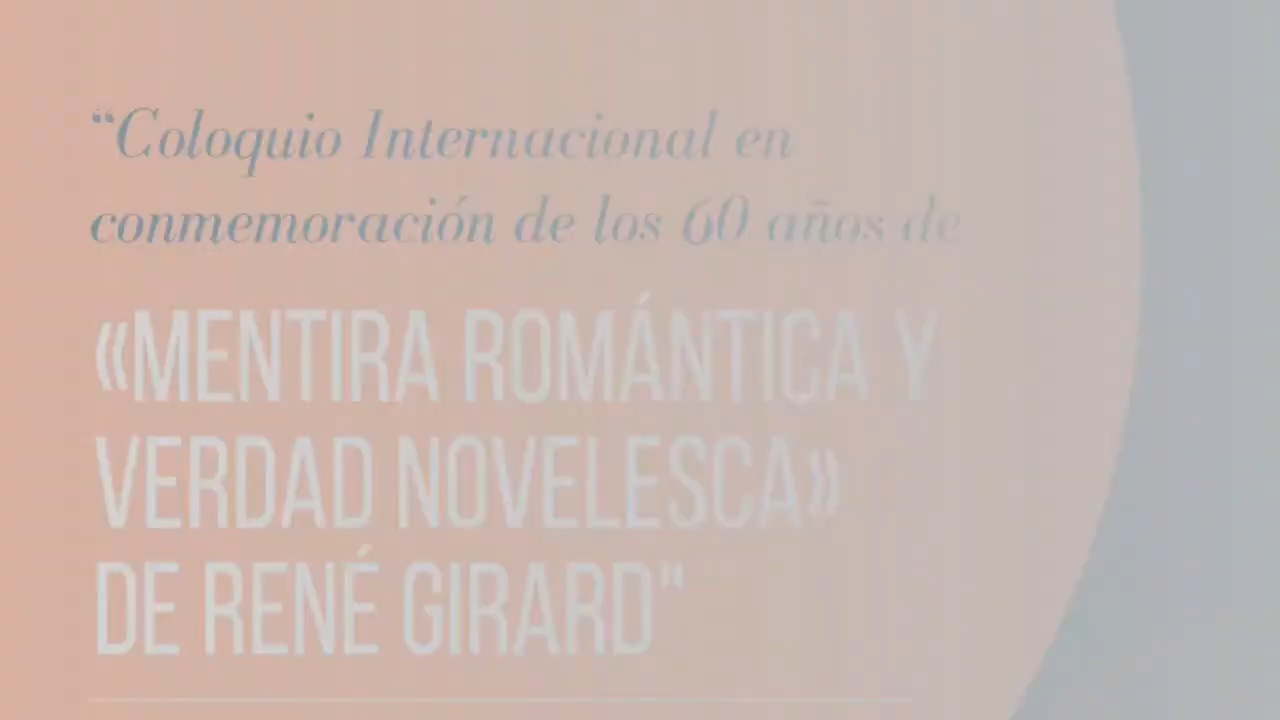 “Coloquio Internacional en
conmemoración de los 60 años de
«MENTIRA ROMÁNTICA Y
VERDAD NOVELESCA»
DE RENÉ GIRARD"